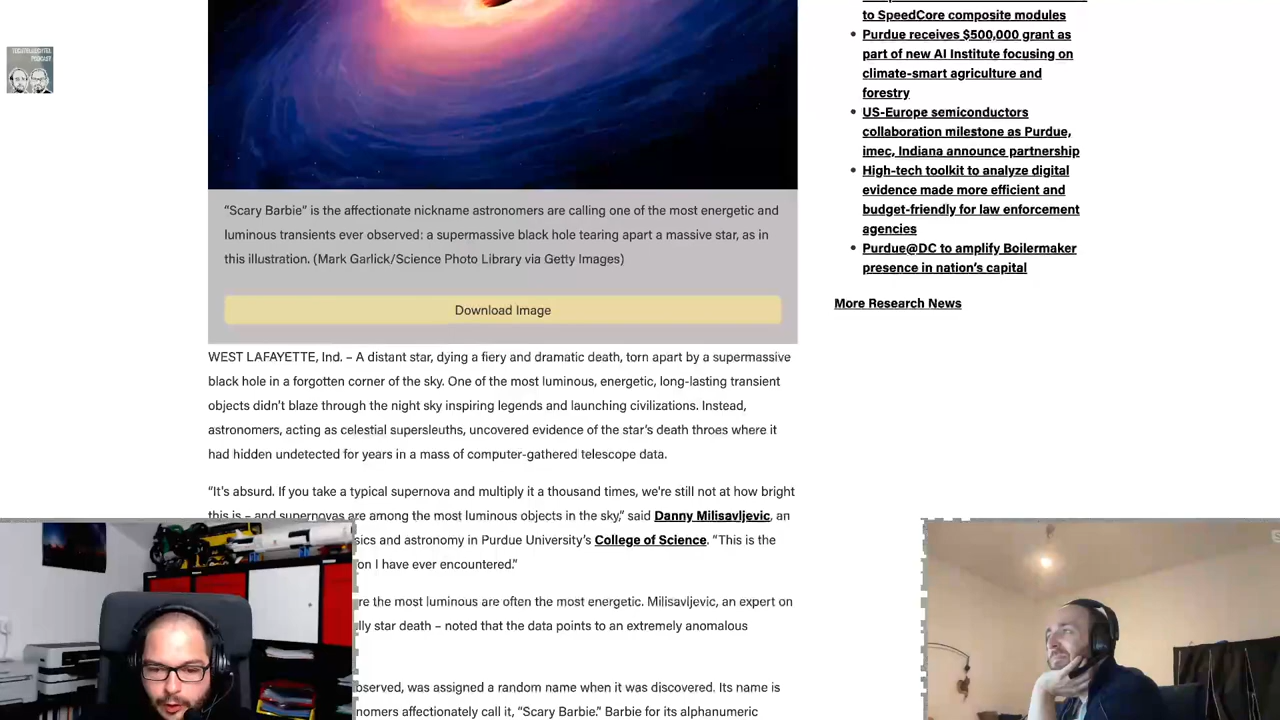 PODCAST
to SpeedCore composite modules
Purdue receives $500,000 grant as
part of new AI Institute focusing on
climate-smart agriculture and
forestry
US-Europe semiconductors
collaboration milestone as Purdue,
imec, Indiana announce partnership
High-tech toolkit to analyze digital
evidence made more efficient and
budget-friendly for law enforcement
agencies
Purdue@DC to amplify Boilermaker
presence in nation's capital
More Research News
“Scary Barbie” is the affectionate nickname astronomers are calling one of the most energetic and
luminous transients ever observed: a supermassive black hole tearing apart a massive star, as in
this illustration. (Mark Garlick/Science Photo Library via Getty Images)
Download Image
WEST LAFAYETTE, Ind. – A distant star, dying a fiery and dramatic death, torn apart by a supermassive
black hole in a forgotten corner of the sky. One of the most luminous, energetic, long-lasting transient
objects didn't blaze through the night sky inspiring legends and launching civilizations. Instead,
astronomers, acting as celestial supersleuths, uncovered evidence of the star's death throes where it
had hidden undetected for years in a mass of computer-gathered telescope data.
“It's absurd. If you take a typical supernova and multiply it a thousand times, we're still not at how bright
this is – and supernovas are among the most luminous objects in the sky,” said Danny Milisavljevic, an
sics and astronomy in Purdue University's College of Science. “This is the
on I have ever encountered.”
re the most luminous are often the most energetic. Milisavljevic, an expert on
lly star death – noted that the data points to an extremely anomalous
bserved, was assigned a random name when it was discovered. Its name is
nomers affectionately call it, “Scary Barbie.” Barbie for its alphanumeric